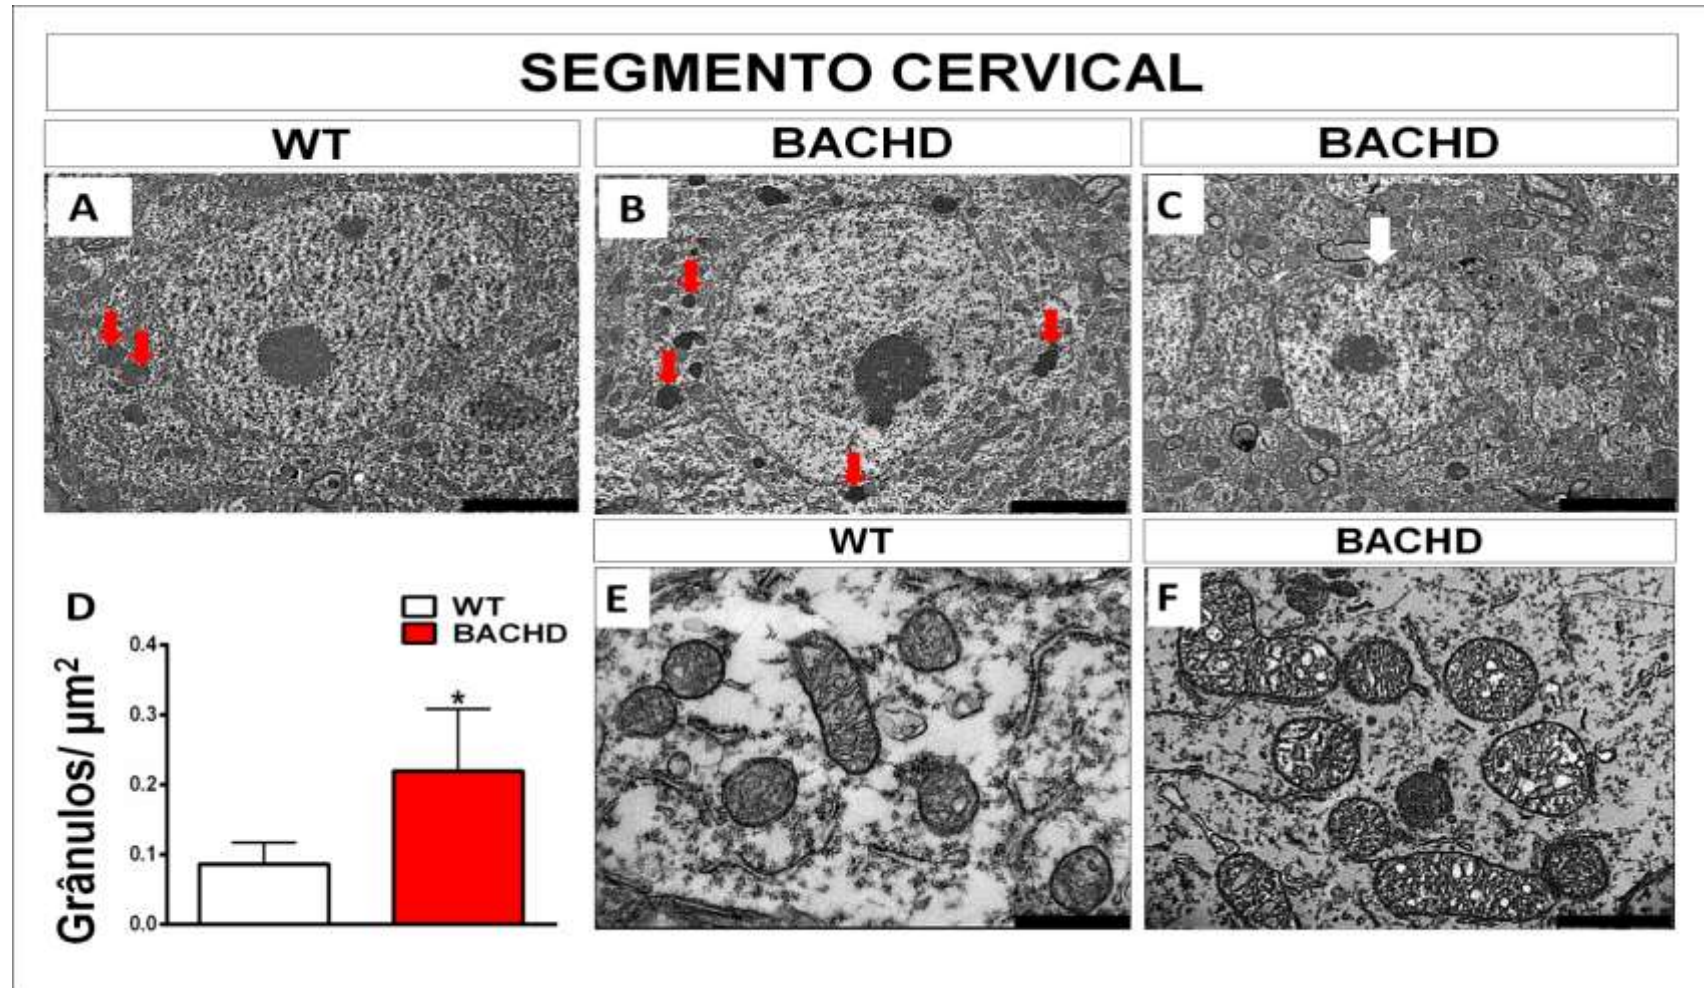 SEGMENTO CERVICAL
WT
BACHD
BACHD
A
B
C
WT
BACHD
D
WT
BACHD
Grânulos/ µm²
0.4
0.3
0.2
0.1
0.0
*
E
F